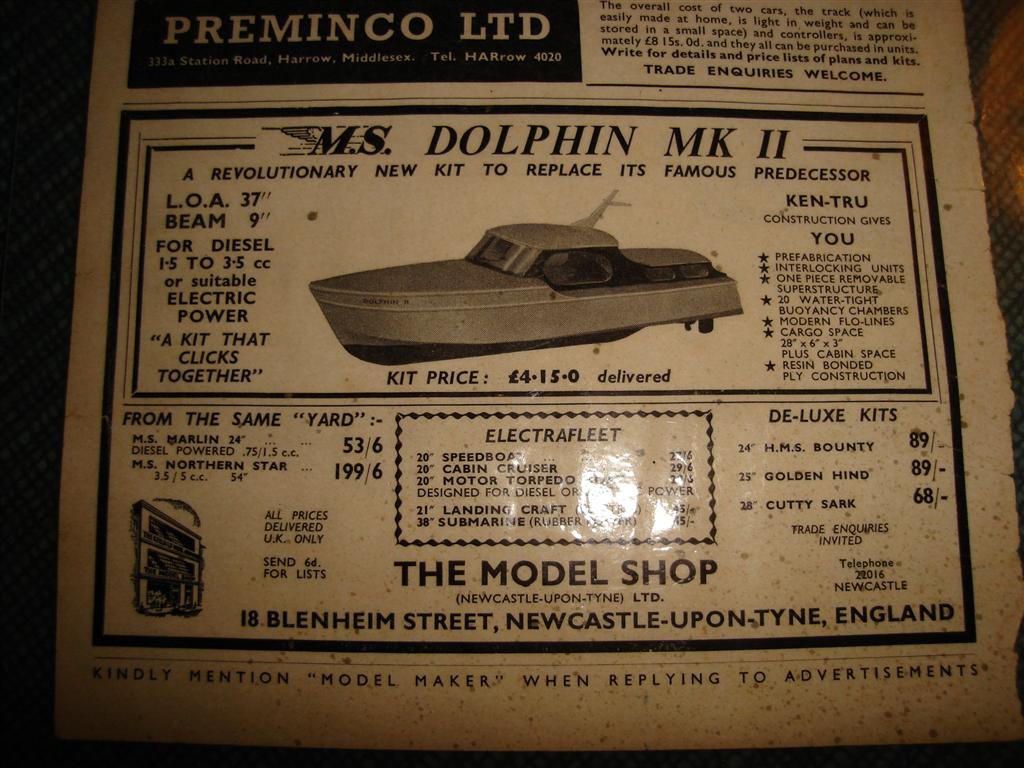 PREMINCO LTD
333a Station Road, Harrow, Middlesex. Tel. HARrow 4020
The overall cost of two cars, the track (which is
easily made at home, is light in weight and can be
stored in a small space) and controllers, is approxi-
mately £8 15s. 0d. and they all can be purchased in units.
Write for details and price lists of plans and kits.
TRADE ENQUIRIES WELCOME.
M.S. DOLPHIN MK II
A REVOLUTIONARY NEW KIT TO REPLACE ITS FAMOUS PREDECESSOR
L.O.A. 37"
BEAM 9"
FOR DIESEL
1·5 TO 3·5 cc
or suitable
ELECTRIC
POWER
"A KIT THAT
CLICKS
TOGETHER"
DOLPHIN II
KEN-TRU
CONSTRUCTION GIVES
YOU
★ PREFABRICATION
★ INTERLOCKING UNITS
★ ONE PIECE REMOVABLE
SUPERSTRUCTURE
★ 20 WATER-TIGHT
BUOYANCY CHAMBERS
★ MODERN FLO-LINES
★ CARGO SPACE
28" x 6" x 3"
PLUS CABIN SPACE
★ RESIN BONDED
PLY CONSTRUCTION
KIT PRICE: £4·15·0 delivered
FROM THE SAME "YARD" :-
M.S. MARLIN 24" ... ... 53/6
DIESEL POWERED .75/1.5 c.c.
M.S. NORTHERN STAR ... 199/6
3.5 / 5 c.c. 54"
ALL PRICES
DELIVERED
U.K. ONLY
SEND 6d.
FOR LISTS
THE MODEL SHOP
ELECTRAFLEET
20" SPEEDBOAT
20" CABIN CRUISER 29/6
20" MOTOR TORPEDO
DESIGNED FOR DIESEL OR POWER
21" LANDING CRAFT
38" SUBMARINE (RUBBER
DE-LUXE KITS
24" H.M.S. BOUNTY 89/-
25" GOLDEN HIND 89/-
28" CUTTY SARK 68/-
TRADE ENQUIRIES
INVITED
Telephone
22016
NEWCASTLE
THE MODEL SHOP
(NEWCASTLE-UPON-TYNE) LTD.
18 BLENHEIM STREET, NEWCASTLE-UPON-TYNE, ENGLAND
KINDLY MENTION "MODEL MAKER" WHEN REPLYING TO ADVERTISEMENTS